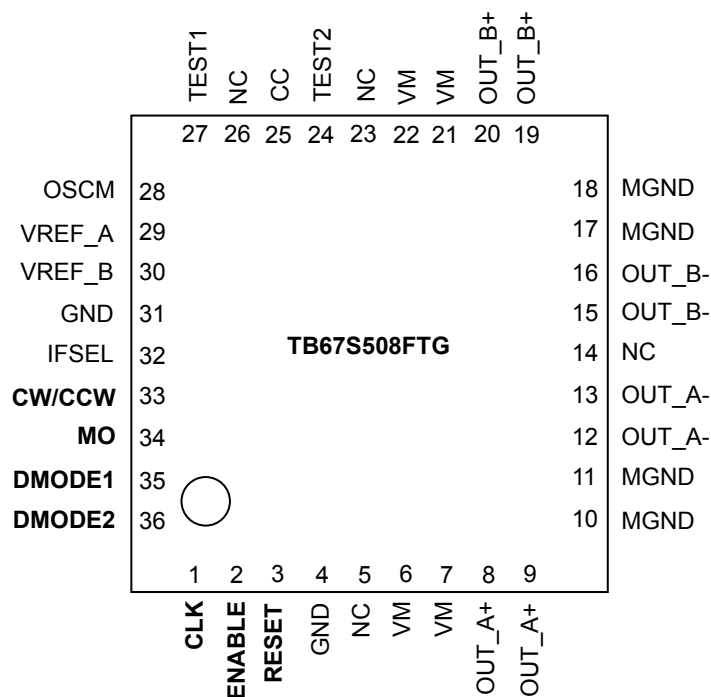 TEST1 NC CC TEST2 NC VM VM OUT_B+ OUT_B+
27 26 25 24 23 22 21 20 19
OSCM 28 18 MGND
VREF_A 29 17 MGND
VREF_B 30 16 OUT_B-
GND 31 15 OUT_B-
IFSEL 32 TB67S508FTG 14 NC
CW/CCW 33 13 OUT_A-
MO 34 12 OUT_A-
DMODE1 35 11 MGND
DMODE2 36 10 MGND
1 2 3 4 5 6 7 8 9
CLK ENABLE RESET GND NC VM VM OUT_A+ OUT_A+